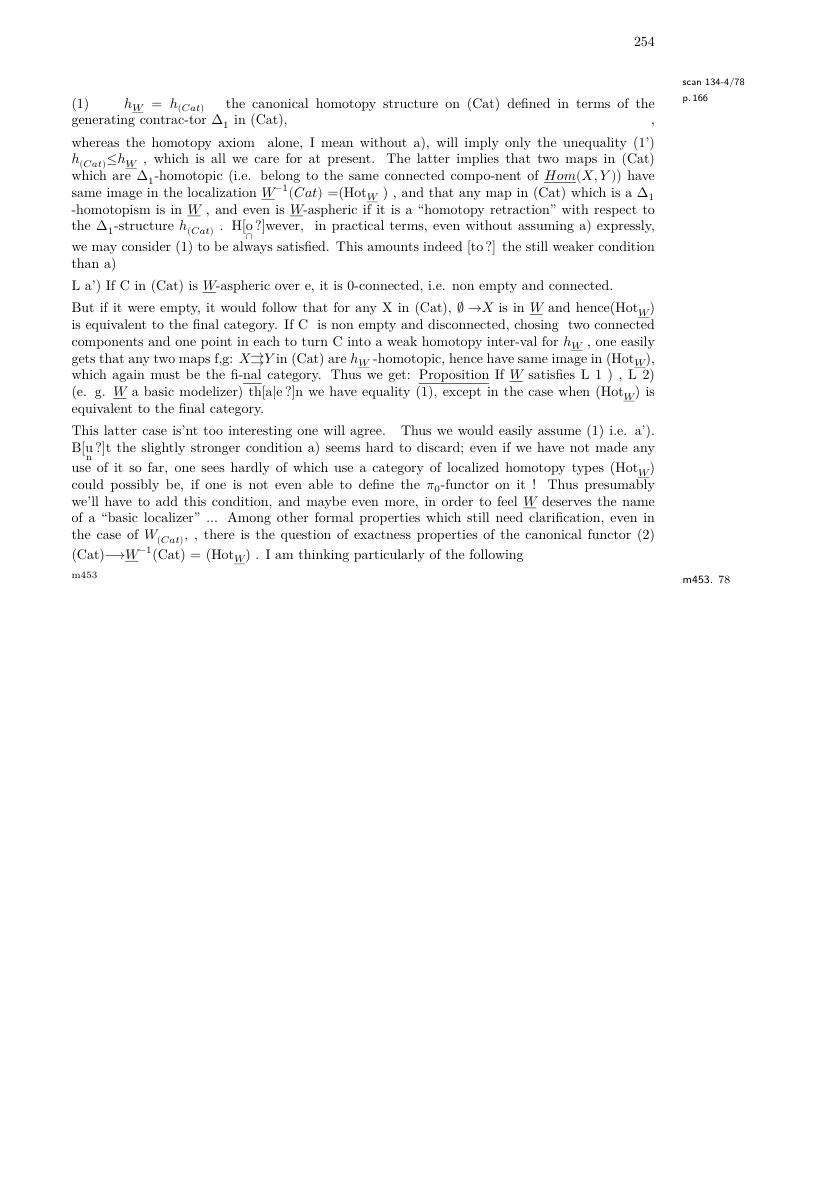 254
scan 134-4/78
p. 166
(1) h_W = h_(Cat) the canonical homotopy structure on (Cat) defined in terms of the
generating contrac-tor Δ₁ in (Cat), ,
whereas the homotopy axiom alone, I mean without a), will imply only the unequality (1')
h_(Cat)≤h_W , which is all we care for at present. The latter implies that two maps in (Cat)
which are Δ₁-homotopic (i.e. belong to the same connected compo-nent of Hom(X, Y)) have
same image in the localization W⁻¹(Cat) =(Hot_W ) , and that any map in (Cat) which is a Δ₁
-homotopism is in W , and even is W-aspheric if it is a “homotopy retraction” with respect to
the Δ₁-structure h_(Cat) . H[o ?]wever, in practical terms, even without assuming a) expressly,
we may consider (1) to be always satisfied. This amounts indeed [to ?] the still weaker condition
than a)
L a') If C in (Cat) is W-aspheric over e, it is 0-connected, i.e. non empty and connected.
But if it were empty, it would follow that for any X in (Cat), ∅ →X is in W and hence(Hot_W)
is equivalent to the final category. If C is non empty and disconnected, chosing two connected
components and one point in each to turn C into a weak homotopy inter-val for h_W , one easily
gets that any two maps f,g: X⇉Y in (Cat) are h_W -homotopic, hence have same image in (Hot_W),
which again must be the fi-nal category. Thus we get: Proposition If W satisfies L 1 ) , L 2)
(e. g. W a basic modelizer) th[a|e ?]n we have equality (1), except in the case when (Hot_W) is
equivalent to the final category.
This latter case is'nt too interesting one will agree. Thus we would easily assume (1) i.e. a').
B[u ?]t the slightly stronger condition a) seems hard to discard; even if we have not made any
n
use of it so far, one sees hardly of which use a category of localized homotopy types (Hot_W)
could possibly be, if one is not even able to define the π₀-functor on it ! Thus presumably
we'll have to add this condition, and maybe even more, in order to feel W deserves the name
of a “basic localizer” ... Among other formal properties which still need clarification, even in
the case of W_(Cat), , there is the question of exactness properties of the canonical functor (2)
(Cat)⟶W⁻¹(Cat) = (Hot_W) . I am thinking particularly of the following
m453
m453. 78